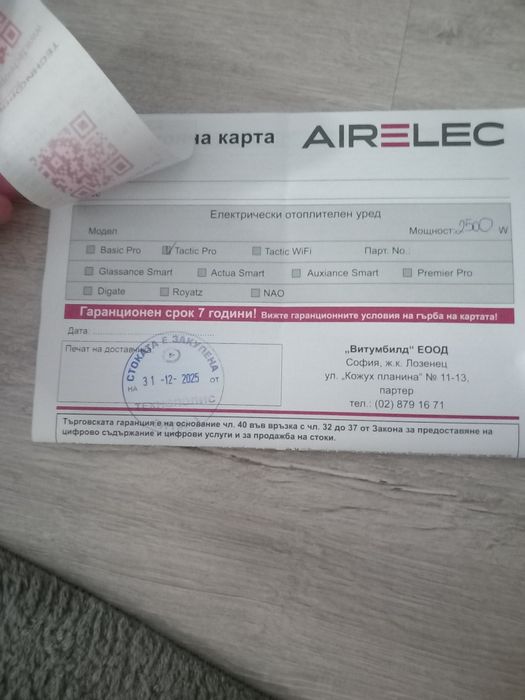 на карта AIRELEC
Електрически отоплителен уред
Модел Мощност: 2500 W
Basic Pro Tactic Pro Tactic WiFi Парт. No.:
Glassance Smart Actua Smart Auxiance Smart Premier Pro
Digate Royatz NAO
Гаранционен срок 7 години! Вижте гаранционните условия на гърба на картата!
Дата:
Печат на доставчика
СТОКАТА Е ЗАКУПЕНА
НА 31-12-2025 ОТ
ТЕХНОПОЛИС
„Витумбилд" ЕООД
София, ж.к. Лозенец
ул. „Кожух планина" № 11-13,
партер
тел.: (02) 879 16 71
Търговската гаранция е на основание чл. 40 във връзка с чл. 32 до 37 от Закона за предоставяне на
цифрово съдържание и цифрови услуги и за продажба на стоки.